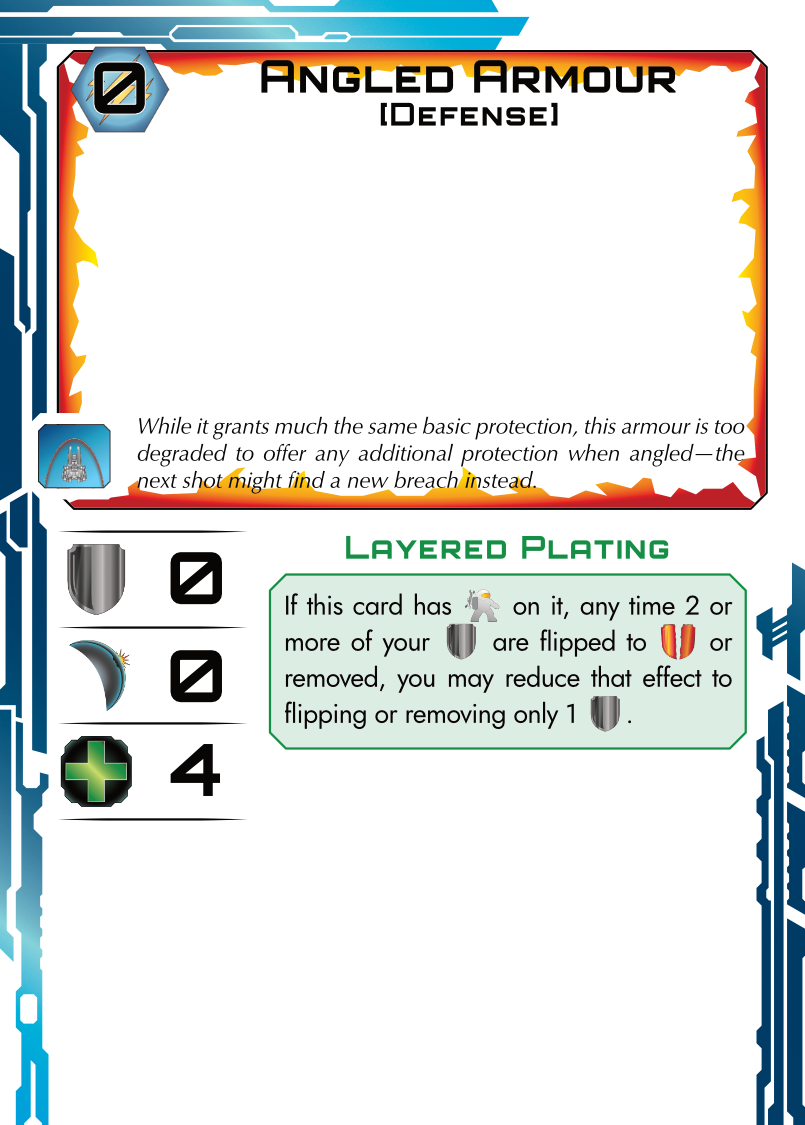 0
Angled Armour
[Defense]
While it grants much the same basic protection, this armour is too
degraded to offer any additional protection when angled—the
next shot might find a new breach instead.
0
0
4
Layered Plating
If this card has on it, any time 2 or
more of your are flipped to or
removed, you may reduce that effect to
flipping or removing only 1 .